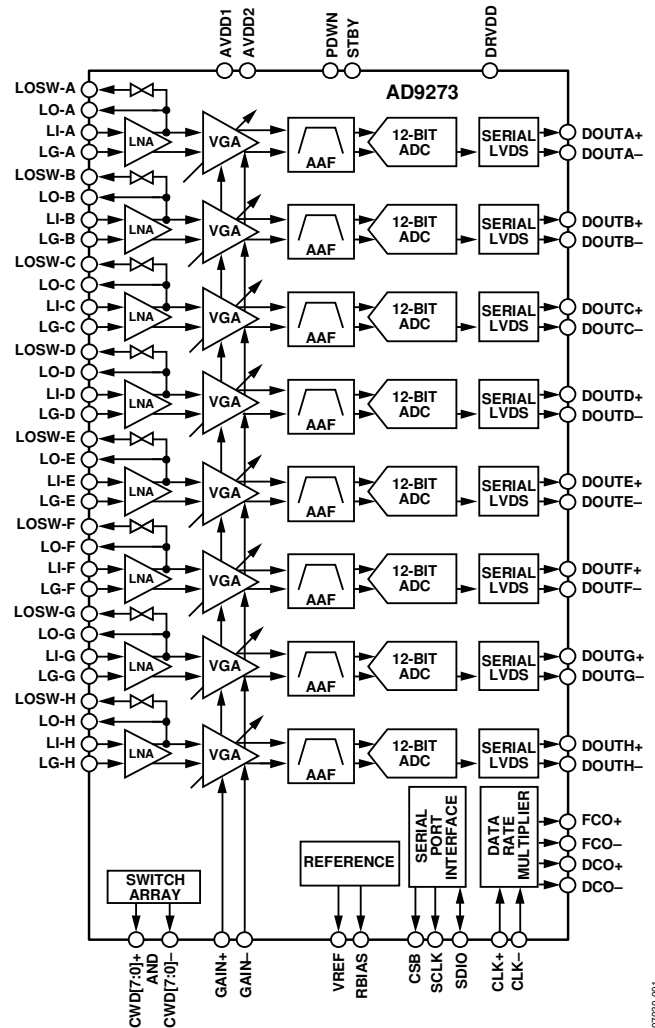 AVDD1
AVDD2
PDWN
STBY
DRVDD
AD9273
LOSW-A
LO-A
LI-A
LG-A
LNA
VGA
AAF
12-BIT
ADC
SERIAL
LVDS
DOUTA+
DOUTA–
LOSW-B
LO-B
LI-B
LG-B
LNA
VGA
AAF
12-BIT
ADC
SERIAL
LVDS
DOUTB+
DOUTB–
LOSW-C
LO-C
LI-C
LG-C
LNA
VGA
AAF
12-BIT
ADC
SERIAL
LVDS
DOUTC+
DOUTC–
LOSW-D
LO-D
LI-D
LG-D
LNA
VGA
AAF
12-BIT
ADC
SERIAL
LVDS
DOUTD+
DOUTD–
LOSW-E
LO-E
LI-E
LG-E
LNA
VGA
AAF
12-BIT
ADC
SERIAL
LVDS
DOUTE+
DOUTE–
LOSW-F
LO-F
LI-F
LG-F
LNA
VGA
AAF
12-BIT
ADC
SERIAL
LVDS
DOUTF+
DOUTF–
LOSW-G
LO-G
LI-G
LG-G
LNA
VGA
AAF
12-BIT
ADC
SERIAL
LVDS
DOUTG+
DOUTG–
LOSW-H
LO-H
LI-H
LG-H
LNA
VGA
AAF
12-BIT
ADC
SERIAL
LVDS
DOUTH+
DOUTH–
SWITCH
ARRAY
REFERENCE
SERIAL
PORT
INTERFACE
DATA
RATE
MULTIPLIER
FCO+
FCO–
DCO+
DCO–
CWD[7:0]+
AND
CWD[7:0]–
GAIN+
GAIN–
VREF
RBIAS
CSB
SCLK
SDIO
CLK+
CLK–